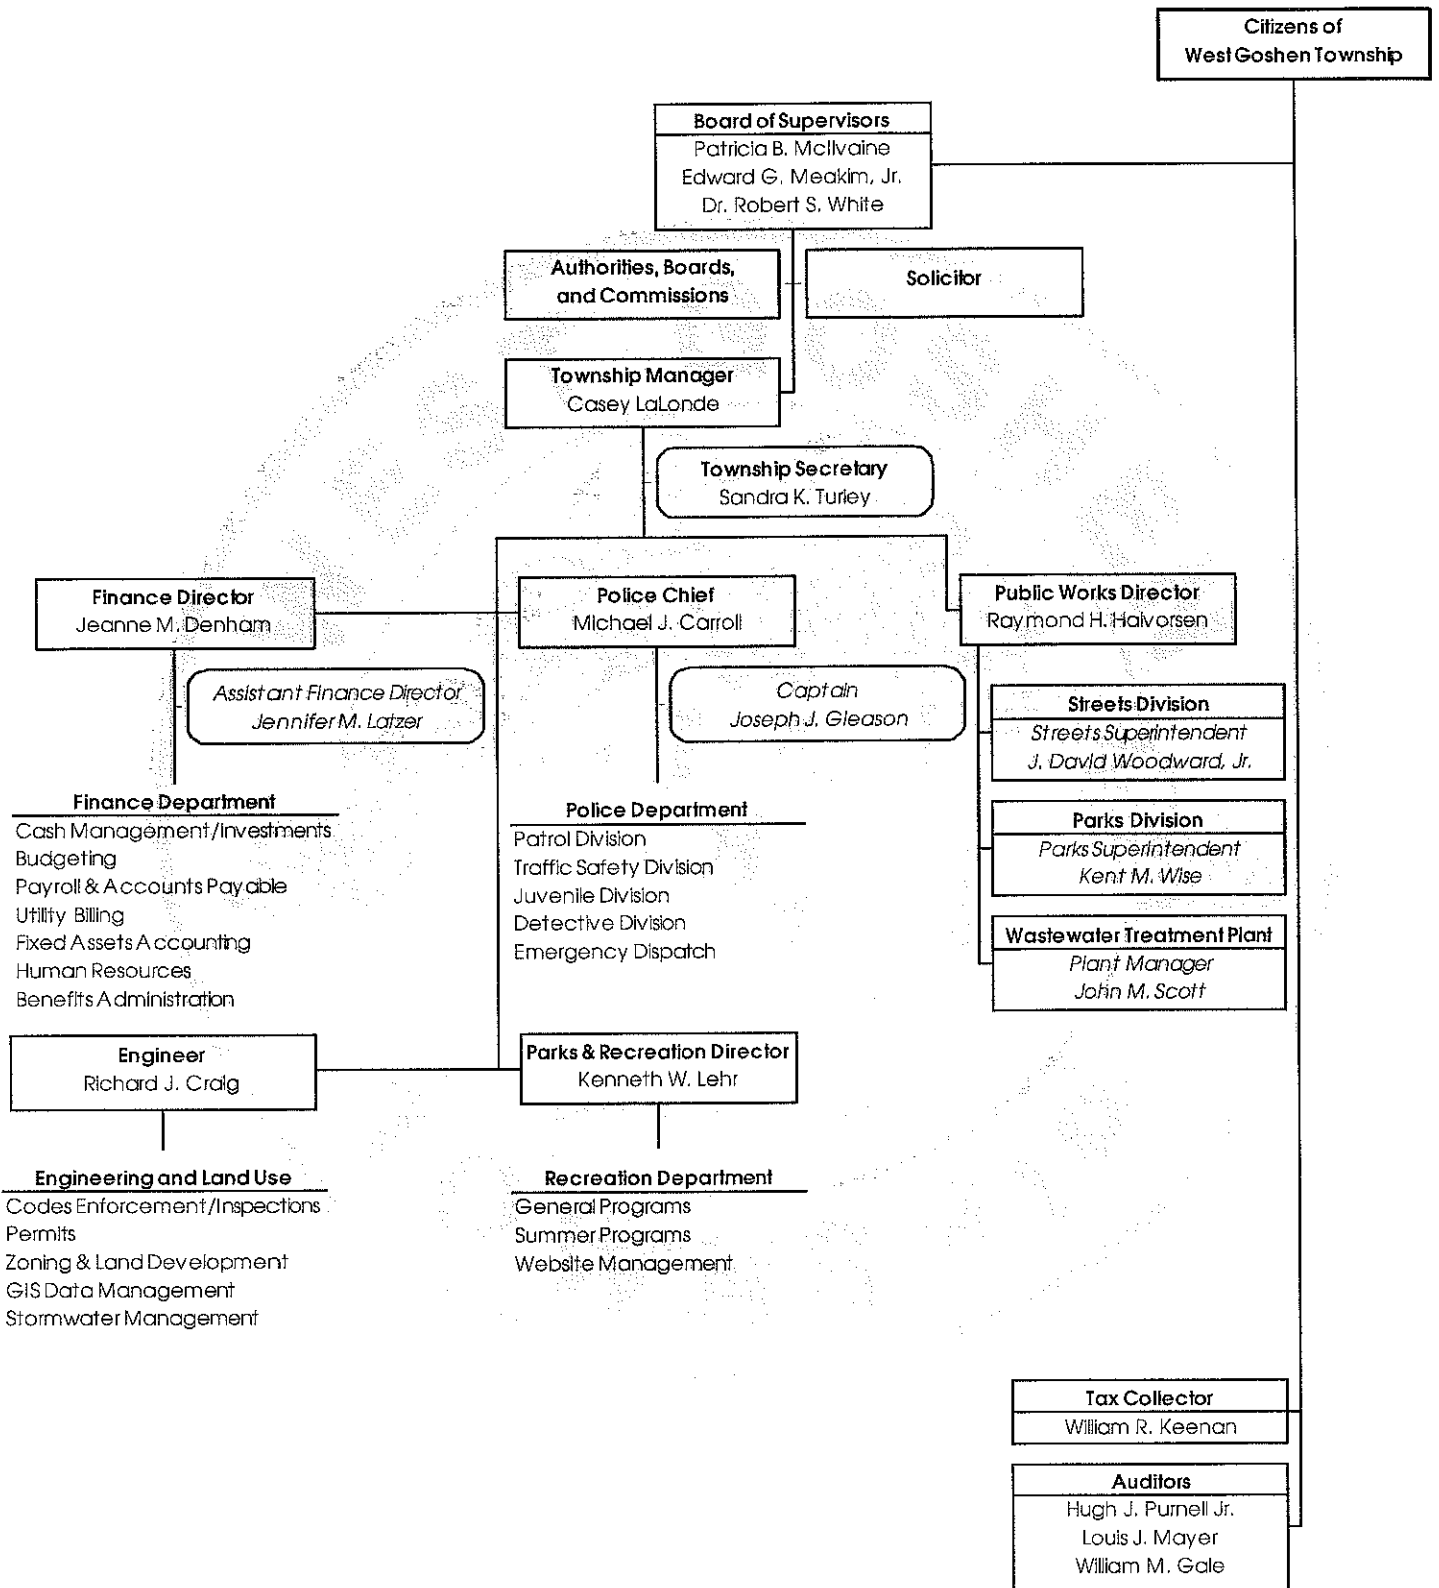 Citizens of
West Goshen Township
Board of Supervisors
Patricia B. McIlvaine
Edward G. Meakim, Jr.
Dr. Robert S. White
Authorities, Boards,
and Commissions
Solicitor
Township Manager
Casey LaLonde
Township Secretary
Sandra K. Turley
Finance Director
Jeanne M. Denham
Police Chief
Michael J. Carroll
Public Works Director
Raymond H. Halvorsen
Assistant Finance Director
Jennifer M. Latzer
Captain
Joseph J. Gleason
Streets Division
Streets Superintendent
J. David Woodward, Jr.
Parks Division
Parks Superintendent
Kent M. Wise
Wastewater Treatment Plant
Plant Manager
John M. Scott
Finance Department
Cash Management/Investments
Budgeting
Payroll & Accounts Payable
Utility Billing
Fixed Assets Accounting
Human Resources
Benefits Administration
Police Department
Patrol Division
Traffic Safety Division
Juvenile Division
Detective Division
Emergency Dispatch
Engineer
Richard J. Craig
Parks & Recreation Director
Kenneth W. Lehr
Engineering and Land Use
Codes Enforcement/Inspections
Permits
Zoning & Land Development
GIS Data Management
Stormwater Management
Recreation Department
General Programs
Summer Programs
Website Management
Tax Collector
William R. Keenan
Auditors
Hugh J. Purnell Jr.
Louis J. Mayer
William M. Gale